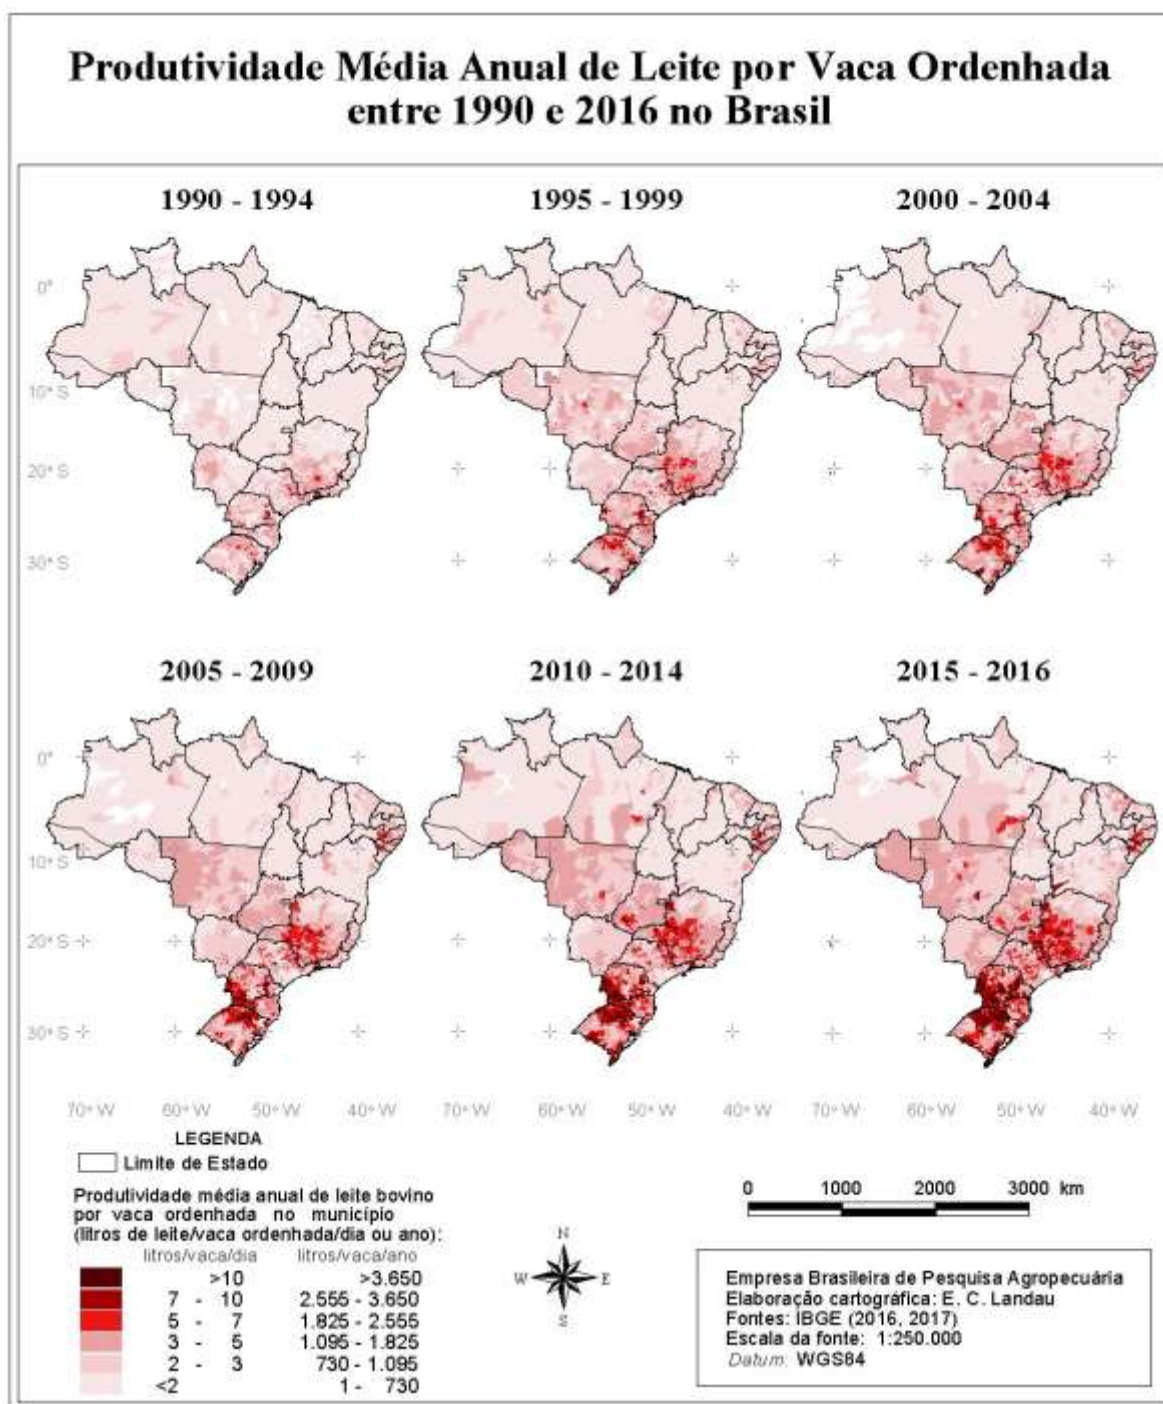 Produtividade Média Anual de Leite por Vaca Ordenhada
entre 1990 e 2016 no Brasil
1990 - 1994 1995 - 1999 2000 - 2004
0°
10° S
20° S
30° S
2005 - 2009 2010 - 2014 2015 - 2016
0°
10° S
20° S
30° S
70° W 60° W 50° W 40° W 70° W 60° W 50° W 40° W 70° W 60° W 50° W 40° W
LEGENDA
Limite de Estado
Produtividade média anual de leite bovino
por vaca ordenhada no município
(litros de leite/vaca ordenhada/dia ou ano):
litros/vaca/dia litros/vaca/ano
>10 >3.650
7 - 10 2.555 - 3.650
5 - 7 1.825 - 2.555
3 - 5 1.095 - 1.825
2 - 3 730 - 1.095
<2 1 - 730
N
W E
S
0 1000 2000 3000 km
Empresa Brasileira de Pesquisa Agropecuária
Elaboração cartográfica: E. C. Landau
Fontes: IBGE (2016, 2017)
Escala da fonte: 1:250.000
Datum: WGS84